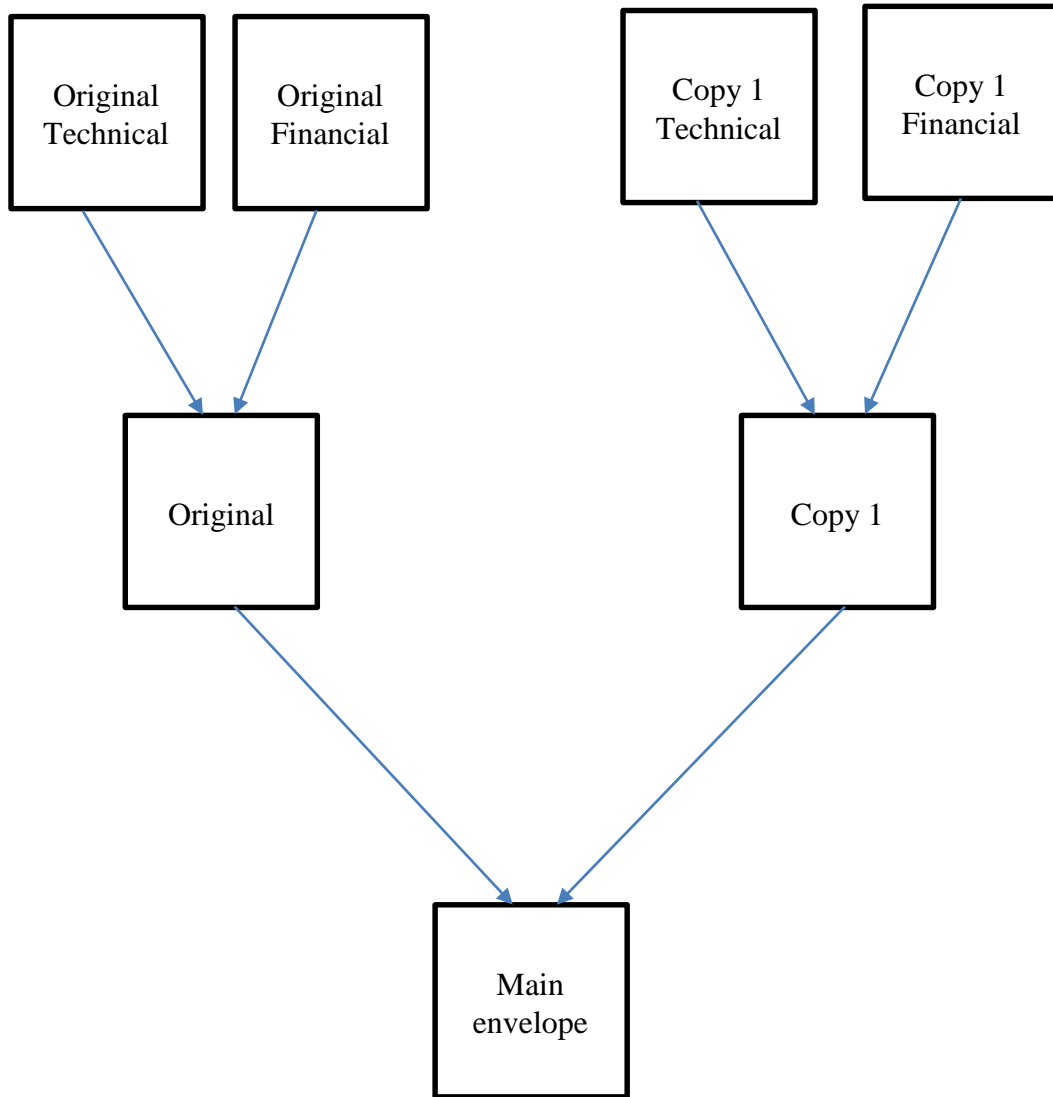 Original
Technical
Original
Financial
Copy 1
Technical
Copy 1
Financial
Original
Copy 1
Main
envelope